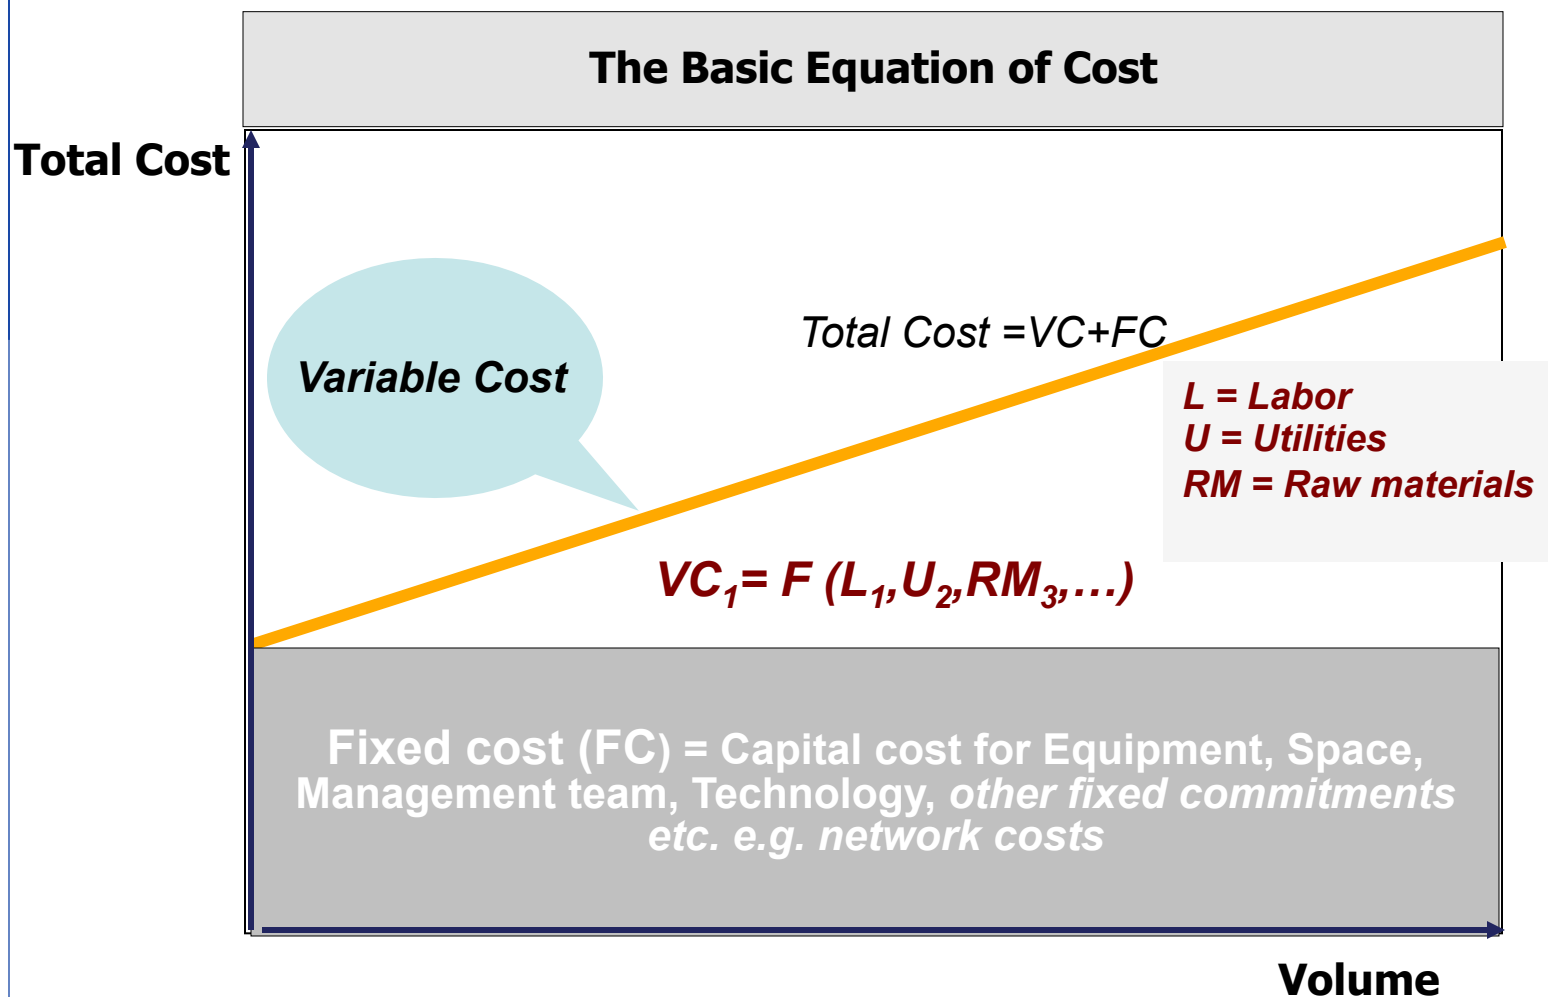 The Basic Equation of Cost
Total Cost
Total Cost =VC+FC
Variable Cost
L = Labor
U = Utilities
RM = Raw materials
VC₁= F (L₁,U₂,RM₃,…)
Fixed cost (FC) = Capital cost for Equipment, Space,
Management team, Technology, other fixed commitments
etc. e.g. network costs
Volume